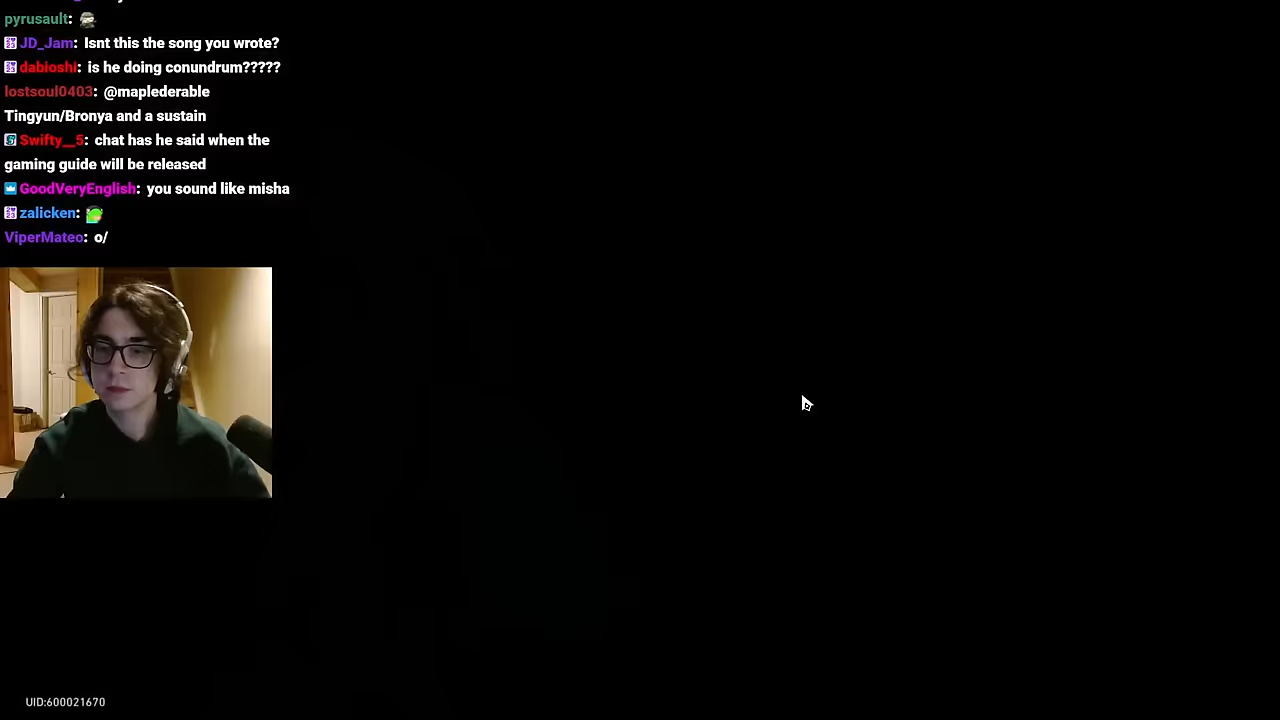 pyrusault:
JD_Jam: Isnt this the song you wrote?
dabioshi: is he doing conundrum?????
lostsoul0403: @maplederable
Tingyun/Bronya and a sustain
Swifty__5: chat has he said when the
gaming guide will be released
GoodVeryEnglish: you sound like misha
zalicken:
ViperMateo: o/
UID:600021670